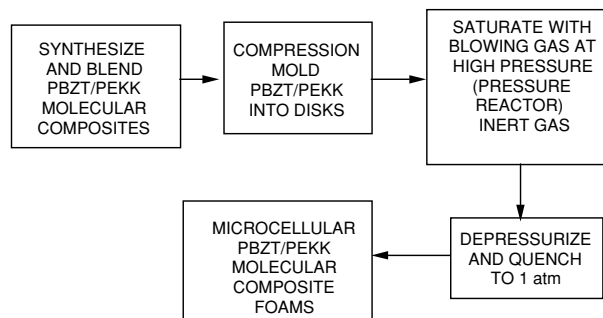 SYNTHESIZE
AND BLEND
PBZT/PEKK
MOLECULAR
COMPOSITES
COMPRESSION
MOLD
PBZT/PEKK
INTO DISKS
SATURATE WITH
BLOWING GAS AT
HIGH PRESSURE
(PRESSURE
REACTOR)
INERT GAS
DEPRESSURIZE
AND QUENCH
TO 1 atm
MICROCELLULAR
PBZT/PEKK
MOLECULAR
COMPOSITE
FOAMS